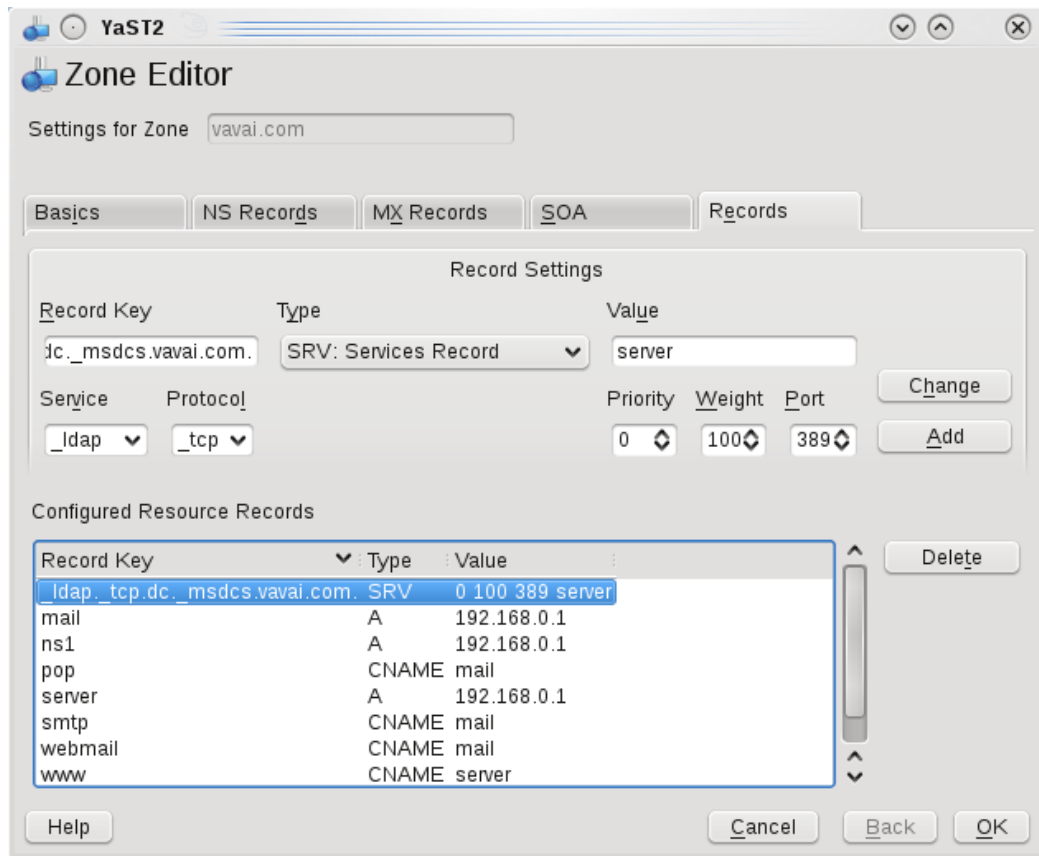 YaST2
Zone Editor
Settings for Zone vavai.com
Basics NS Records MX Records SOA Records
Record Settings
Record Key Type Value
dc._msdcs.vavai.com. SRV: Services Record server
Service Protocol Priority Weight Port Change
_ldap _tcp 0 100 389 Add
Configured Resource Records
Record Key Type Value Delete
_ldap._tcp.dc._msdcs.vavai.com. SRV 0 100 389 server
mail A 192.168.0.1
ns1 A 192.168.0.1
pop CNAME mail
server A 192.168.0.1
smtp CNAME mail
webmail CNAME mail
www CNAME server
Help Cancel Back OK